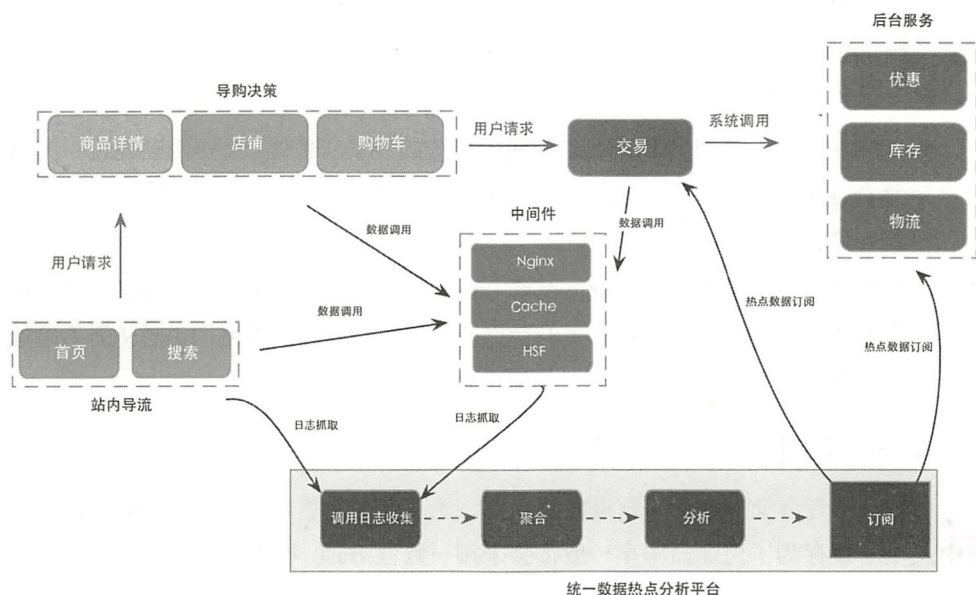 后台服务
优惠
库存
物流
导购决策
商品详情
店铺
购物车
用户请求
交易
系统调用
数据调用
中间件
数据调用
Nginx
Cache
HSF
用户请求
数据调用
热点数据订阅
热点数据订阅
首页
搜索
站内导流
日志抓取
日志抓取
调用日志收集
聚合
分析
订阅
统一数据热点分析平台